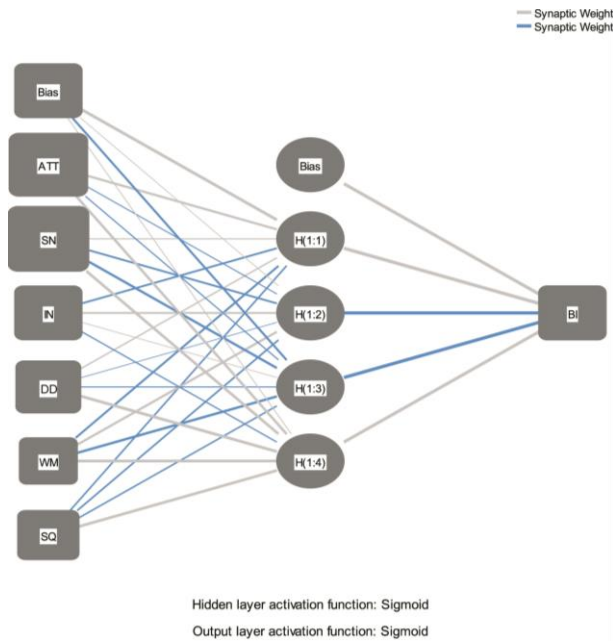 Synaptic Weight
Synaptic Weight
Bias
ATT
Bias
SN
H(1:1)
IN
H(1:2)
BI
DD
H(1:3)
WM
H(1:4)
SQ
Hidden layer activation function: Sigmoid
Output layer activation function: Sigmoid